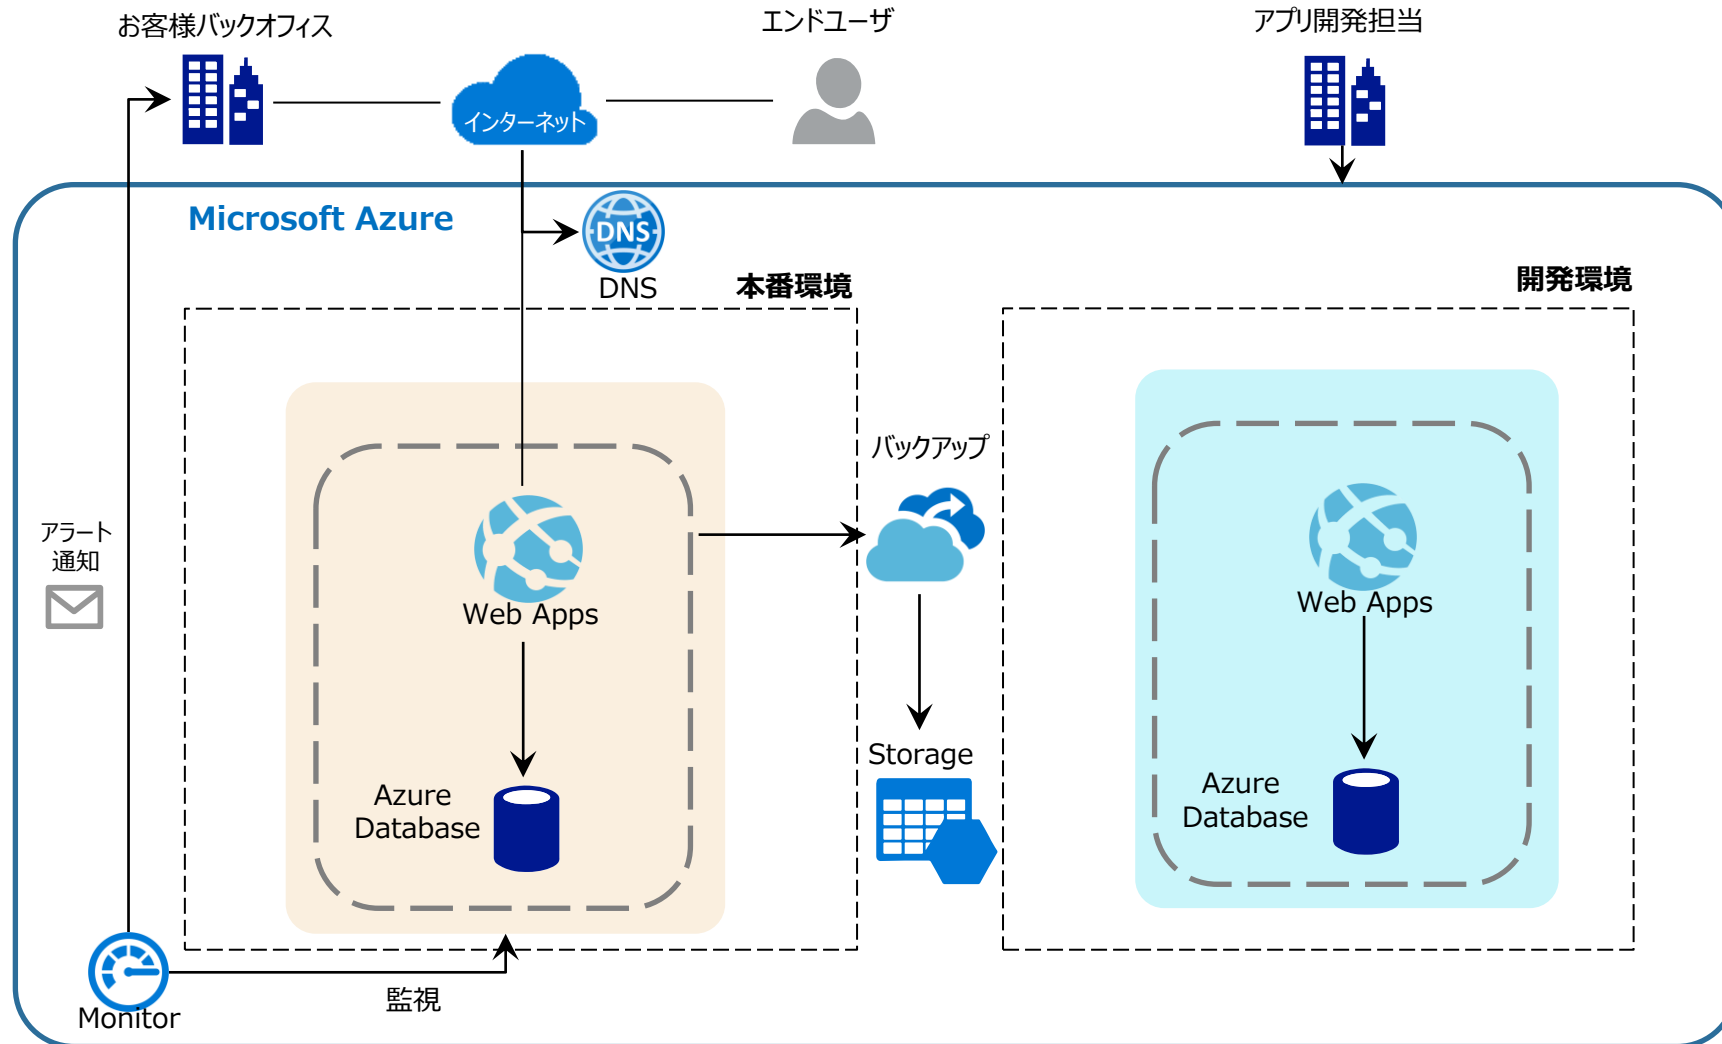 お客様バックオフィス
エンドユーザ
アプリ開発担当
インターネット
Microsoft Azure
DNS
DNS
本番環境
開発環境
バックアップ
アラート
通知
Web Apps
Web Apps
Storage
Azure
Database
Azure
Database
監視
Monitor